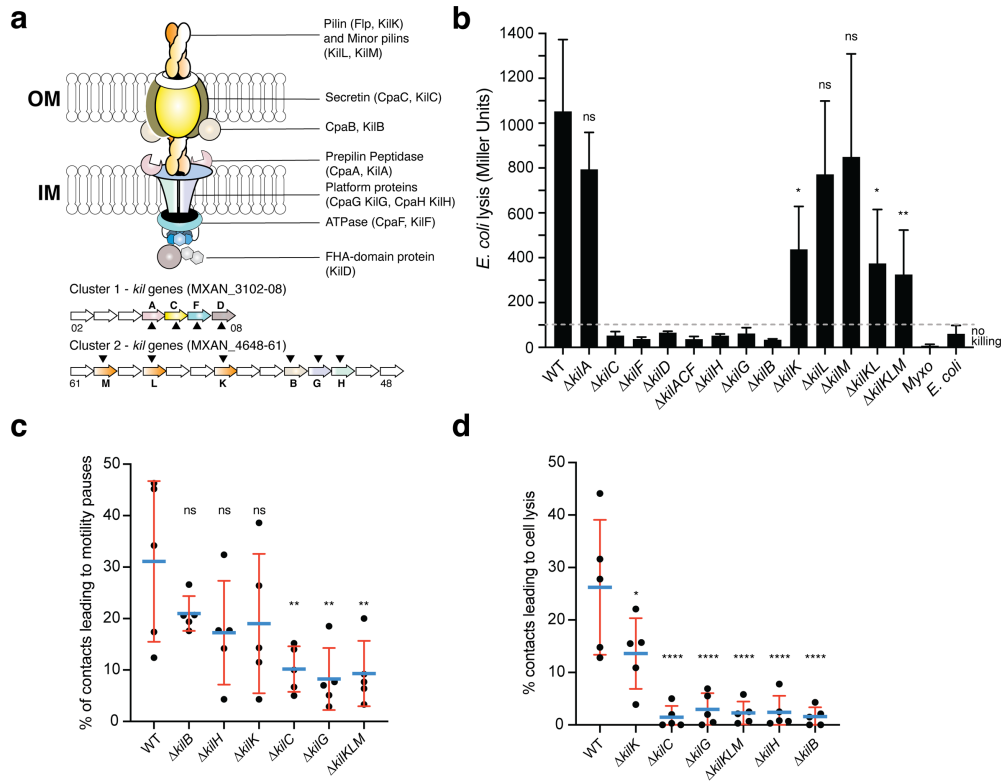 a
Pilin (Flp, KilK)
and Minor pilins
(KilL, KilM)
OM
Secretin (CpaC, KilC)
CpaB, KilB
Prepilin Peptidase
(CpaA, KilA)
IM
Platform proteins
(CpaG KilG, CpaH KilH)
ATPase (CpaF, KilF)
FHA-domain protein
(KilD)
Cluster 1 - kil genes (MXAN_3102-08)
A C F D
02 08
Cluster 2 - kil genes (MXAN_4648-61)
61 M L K B G H 48
b
E. coli lysis (Miller Units)
1400
1200
1000
800
600
400
200
100
0
ns
*
ns
ns
*
**
no
killing
WT
ΔkilA
ΔkilC
ΔkilF
ΔkilD
ΔkilACF
ΔkilH
ΔkilG
ΔkilB
ΔkilK
ΔkilL
ΔkilM
ΔkilKL
ΔkilKLM
Myxo
E. coli
c
% of contacts leading to motility pauses
50
40
30
20
10
0
ns ns ns ** ** **
WT
ΔkilB
ΔkilH
ΔkilK
ΔkilC
ΔkilG
ΔkilKLM
d
% contacts leading to cell lysis
50
40
30
20
10
0
* **** **** **** **** ****
WT
ΔkilK
ΔkilC
ΔkilG
ΔkilKLM
ΔkilH
ΔkilB